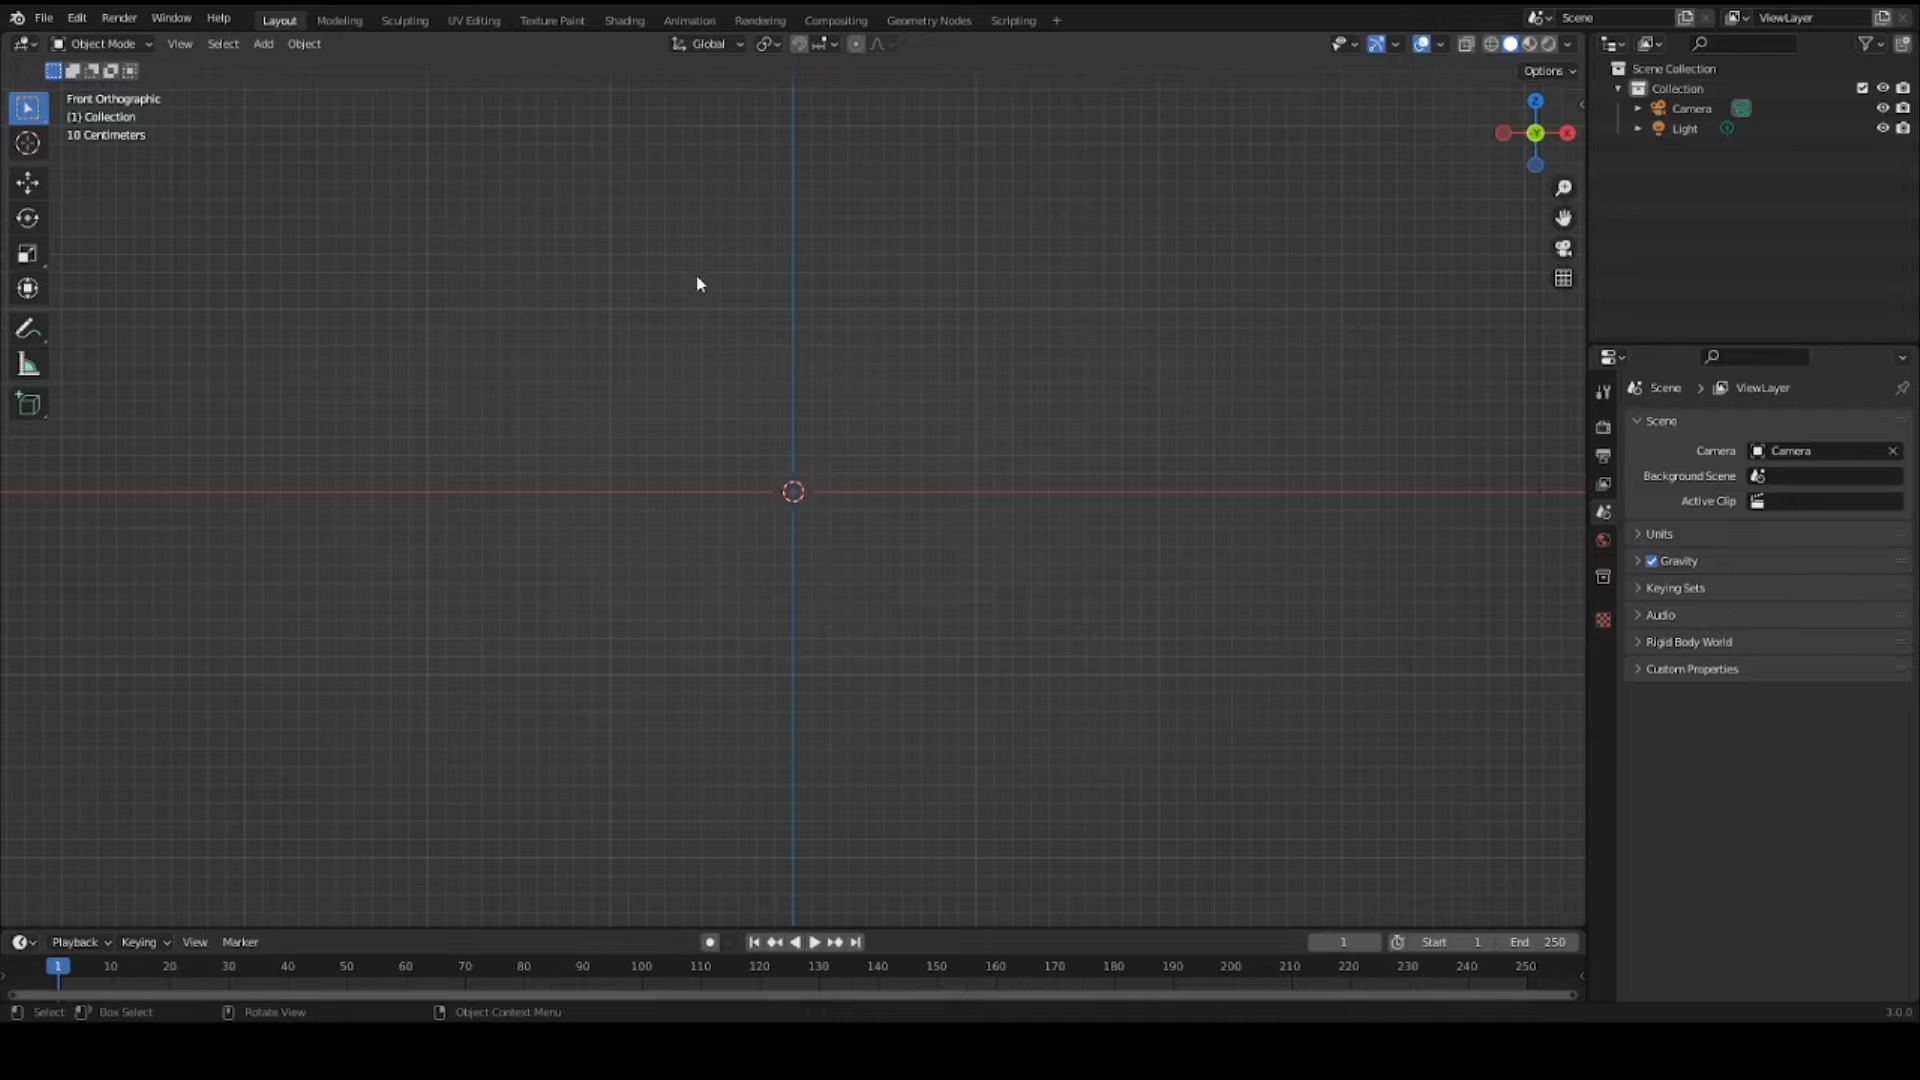 File Edit Render Window Help Layout Modeling Sculpting UV Editing Texture Paint Shading Animation Rendering Compositing Geometry Nodes Scripting + Scene ViewLayer
Object Mode View Select Add Object Global
Options
Front Orthographic
(1) Collection
10 Centimeters
Z
-Y
X
Scene Collection
Collection
Camera
Light
Scene > ViewLayer
Scene
Camera Camera
Background Scene
Active Clip
Units
Gravity
Keying Sets
Audio
Rigid Body World
Custom Properties
Playback Keying View Marker 1 Start 1 End 250
1 10 20 30 40 50 60 70 80 90 100 110 120 130 140 150 160 170 180 190 200 210 220 230 240 250
Select Box Select Rotate View Object Context Menu 3.0.0